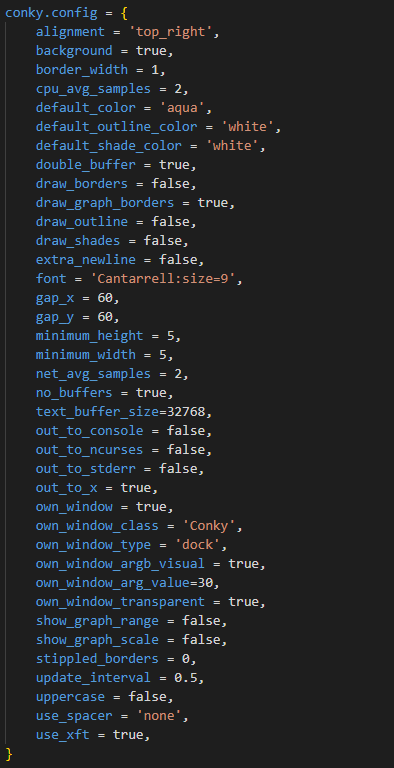 conky.config = {
    alignment = 'top_right',
    background = true,
    border_width = 1,
    cpu_avg_samples = 2,
    default_color = 'aqua',
    default_outline_color = 'white',
    default_shade_color = 'white',
    double_buffer = true,
    draw_borders = false,
    draw_graph_borders = true,
    draw_outline = false,
    draw_shades = false,
    extra_newline = false,
    font = 'Cantarrell:size=9',
    gap_x = 60,
    gap_y = 60,
    minimum_height = 5,
    minimum_width = 5,
    net_avg_samples = 2,
    no_buffers = true,
    text_buffer_size=32768,
    out_to_console = false,
    out_to_ncurses = false,
    out_to_stderr = false,
    out_to_x = true,
    own_window = true,
    own_window_class = 'Conky',
    own_window_type = 'dock',
    own_window_argb_visual = true,
    own_window_arg_value=30,
    own_window_transparent = true,
    show_graph_range = false,
    show_graph_scale = false,
    stippled_borders = 0,
    update_interval = 0.5,
    uppercase = false,
    use_spacer = 'none',
    use_xft = true,
}